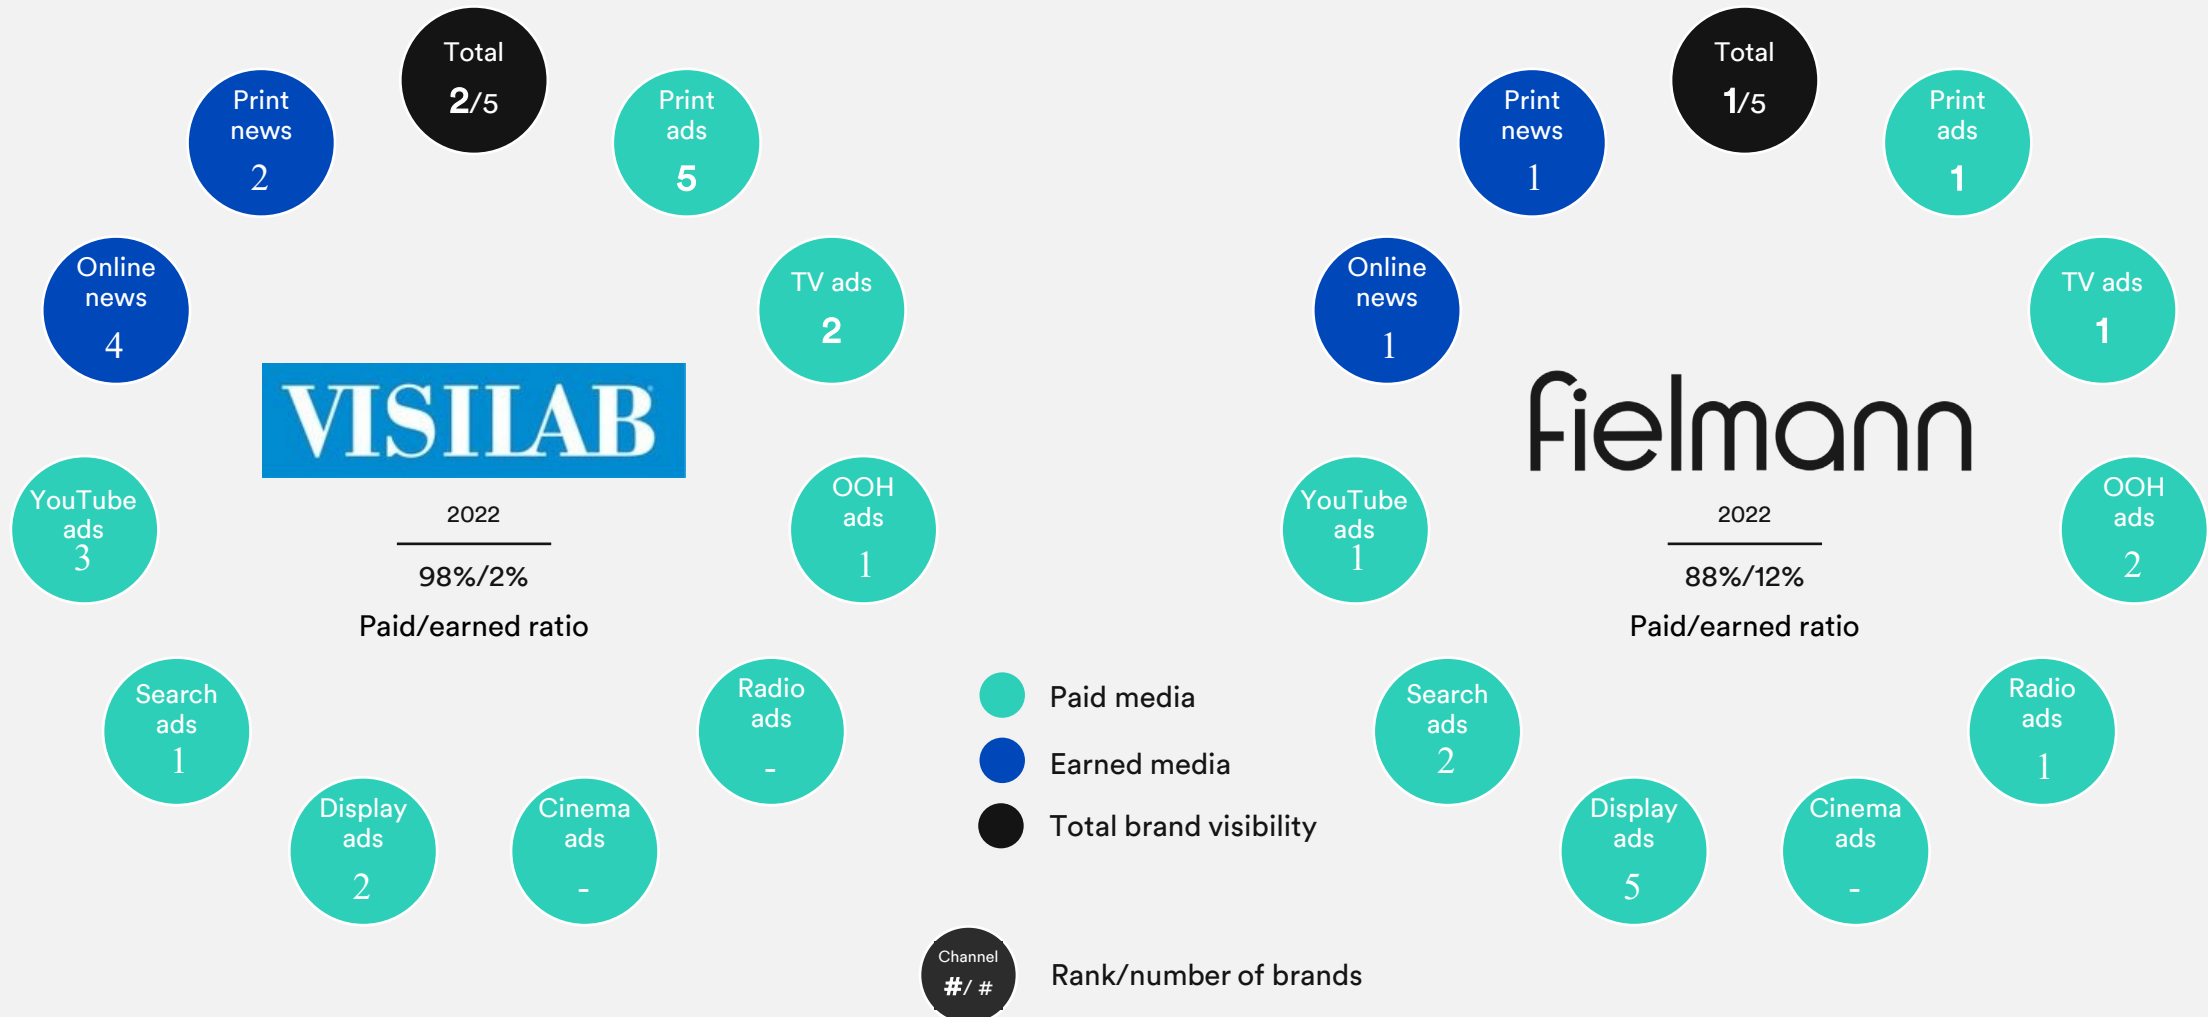 Total
2/5
Print
ads
5
TV ads
2
OOH
ads
1
Radio
ads
-
Cinema
ads
-
Display
ads
2
Search
ads
1
YouTube
ads
3
Online
news
4
Print
news
2
VISILAB
2022
98%/2%
Paid/earned ratio
Total
1/5
Print
ads
1
TV ads
1
OOH
ads
2
Radio
ads
1
Cinema
ads
-
Display
ads
5
Search
ads
2
YouTube
ads
1
Online
news
1
Print
news
1
fielmann
2022
88%/12%
Paid/earned ratio
Paid media
Earned media
Total brand visibility
Channel
#/ #
Rank/number of brands